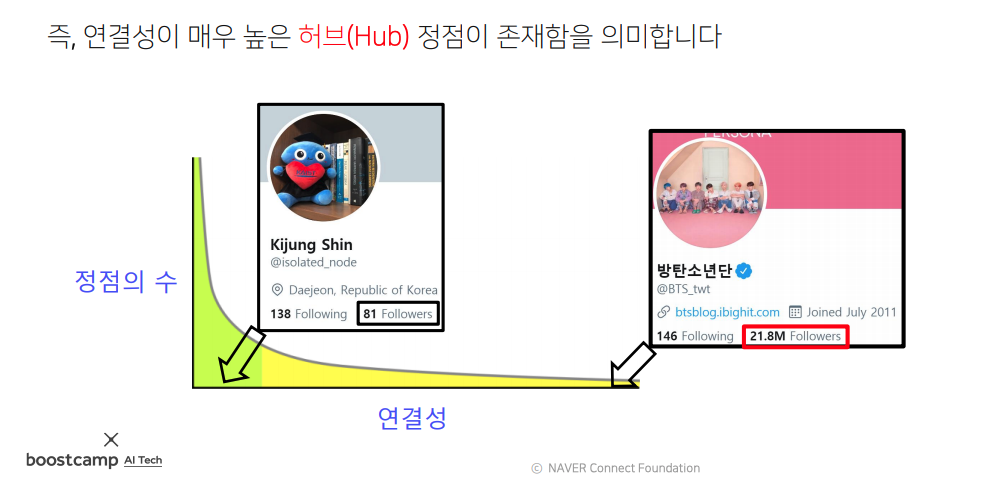 즉, 연결성이 매우 높은 허브(Hub) 정점이 존재함을 의미합니다
정점의 수
Kijung Shin
@isolated_node
Daejeon, Republic of Korea
138 Following 81 Followers
PERSONA
방탄소년단
@BTS_twt
btsblog.ibighit.com Joined July 2011
146 Following 21.8M Followers
연결성
boostcamp AI Tech
ⓒ NAVER Connect Foundation